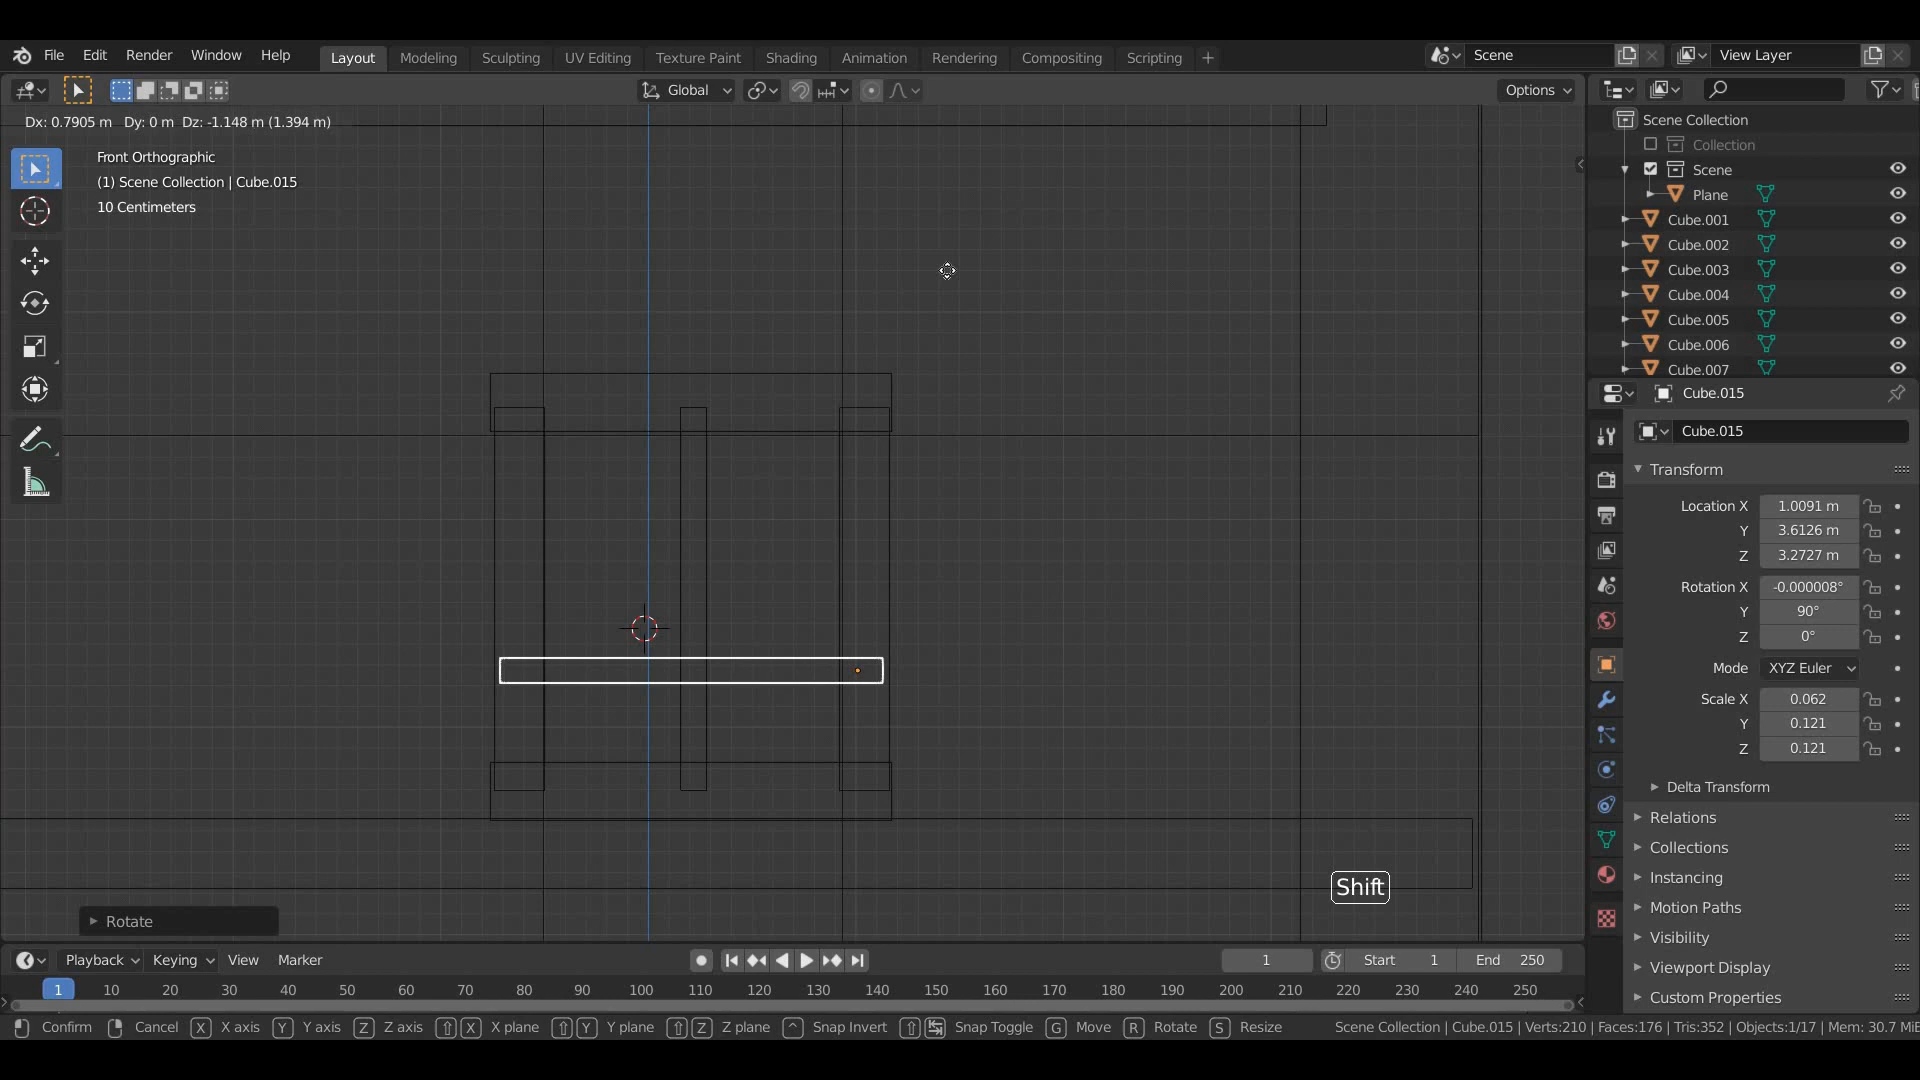 File Edit Render Window Help Layout Modeling Sculpting UV Editing Texture Paint Shading Animation Rendering Compositing Scripting + Scene View Layer
Global Options
Dx: 0.7905 m Dy: 0 m Dz: -1.148 m (1.394 m)
Front Orthographic
(1) Scene Collection | Cube.015
10 Centimeters
Scene Collection
Collection
Scene
Plane
Cube.001
Cube.002
Cube.003
Cube.004
Cube.005
Cube.006
Cube.007
Cube.015
Cube.015
Transform
Location X 1.0091 m
Y 3.6126 m
Z 3.2727 m
Rotation X -0.000008°
Y 90°
Z 0°
Mode XYZ Euler
Scale X 0.062
Y 0.121
Z 0.121
Delta Transform
Relations
Collections
Instancing
Motion Paths
Visibility
Viewport Display
Custom Properties
Shift
Rotate
Playback Keying View Marker 1 Start 1 End 250
1 10 20 30 40 50 60 70 80 90 100 110 120 130 140 150 160 170 180 190 200 210 220 230 240 250
Confirm Cancel X X axis Y Y axis Z Z axis X X plane Y Y plane Z Z plane Snap Invert Snap Toggle G Move R Rotate S Resize Scene Collection | Cube.015 | Verts:210 | Faces:176 | Tris:352 | Objects:1/17 | Mem: 30.7 MiB